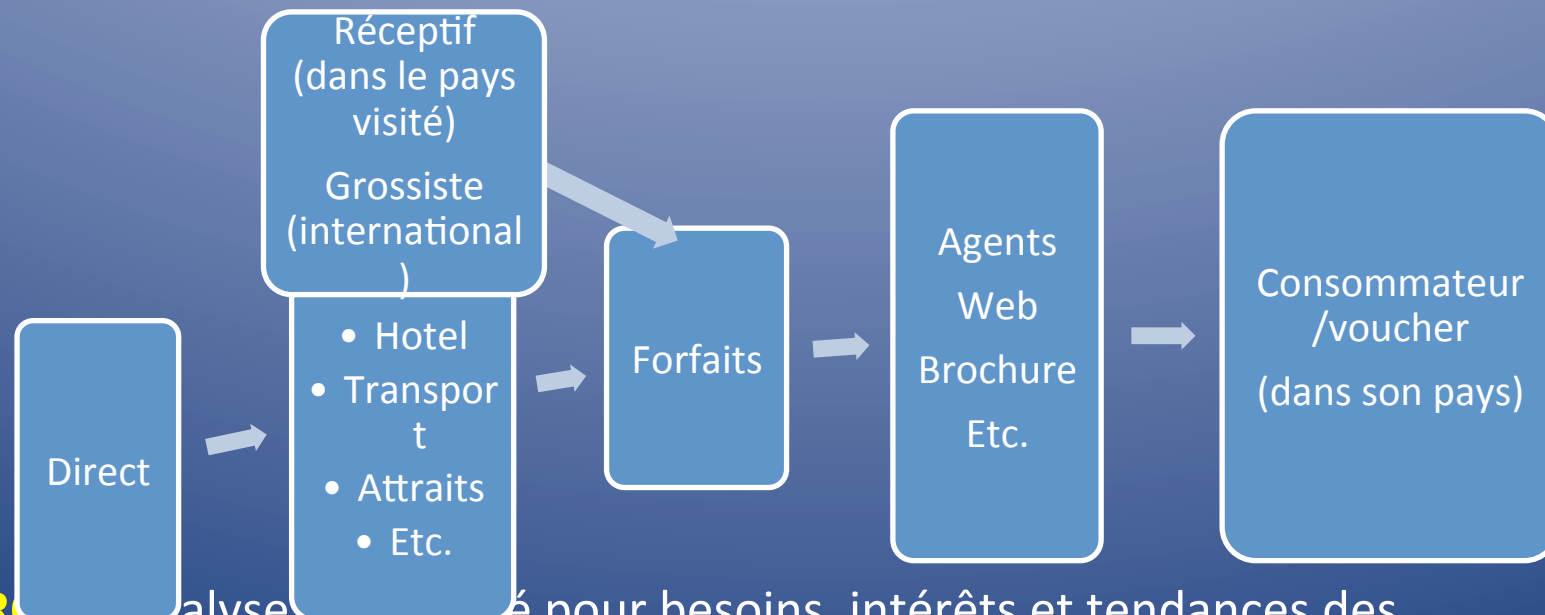 Réceptif
(dans le pays
visité)
Grossiste
(international
)
Direct
• Hotel
• Transpor
t
• Attraits
• Etc.
Forfaits
Agents
Web
Brochure
Etc.
Consommateur
/voucher
(dans son pays)
pour besoins, intérêts et tendances des